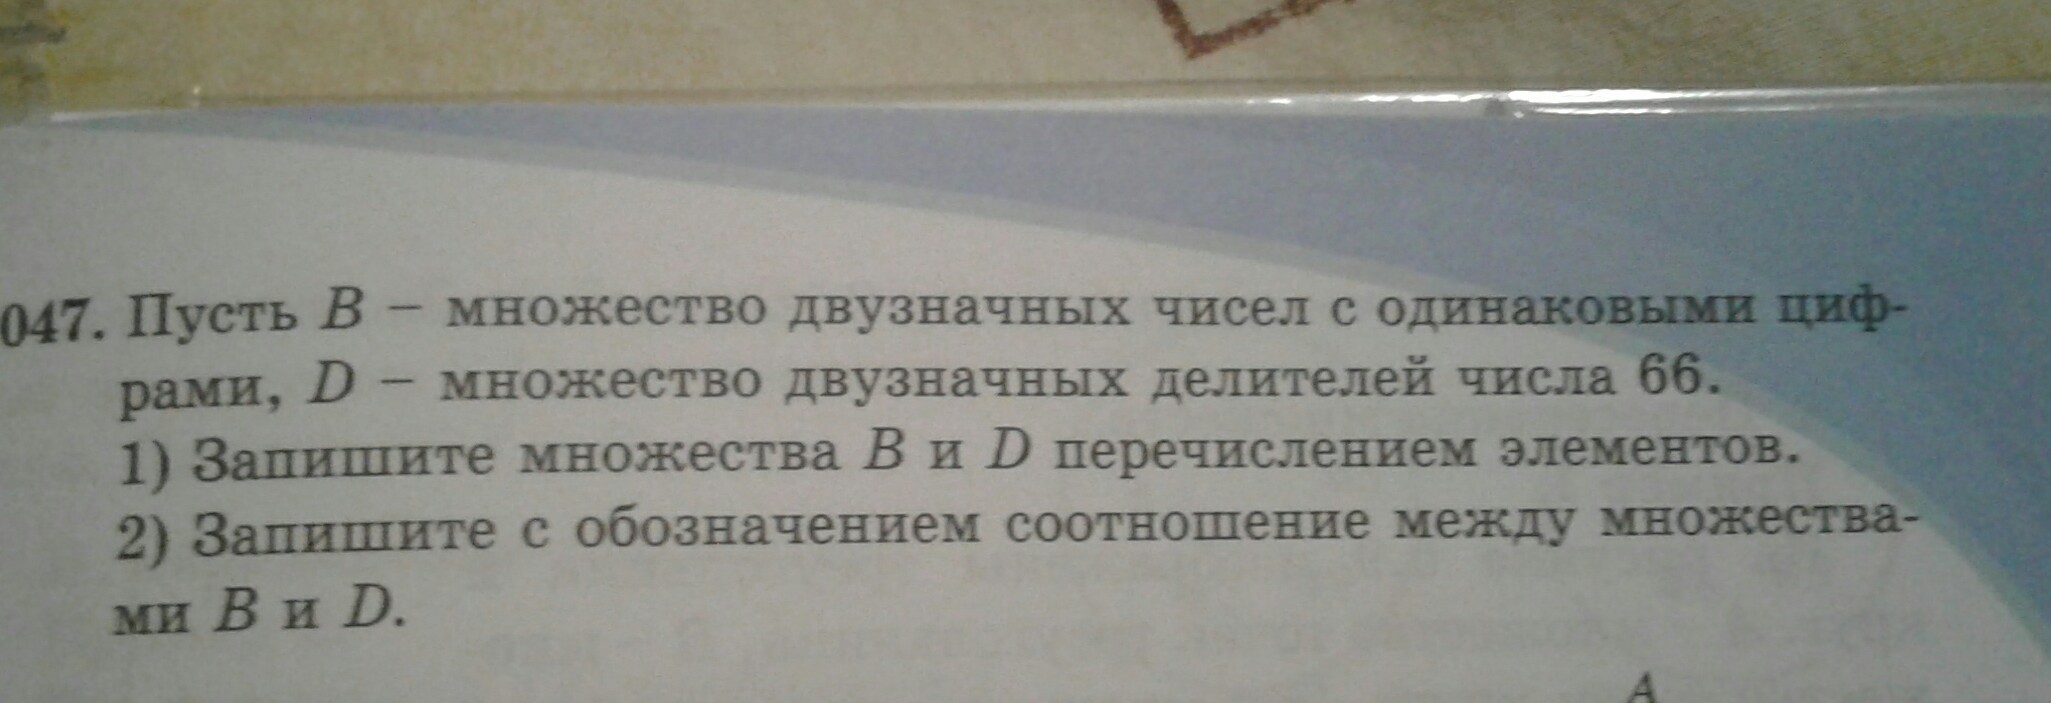 047. Пусть B – множество двузначных чисел с одинаковыми циф-
рами, D – множество двузначных делителей числа 66.
1) Запишите множества B и D перечислением элементов.
2) Запишите с обозначением соотношение между множества-
ми B и D.
A